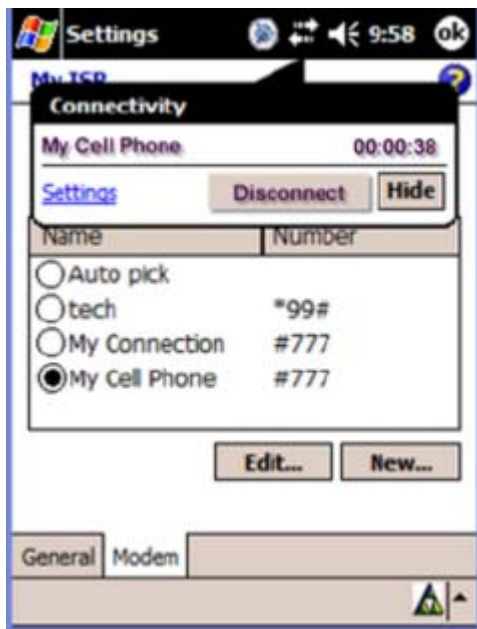 Settings 9:58 ok
My ISP
Connectivity
My Cell Phone 00:00:38
Settings Disconnect Hide
Name Number
Auto pick
tech *99#
My Connection #777
My Cell Phone #777
Edit... New...
General Modem